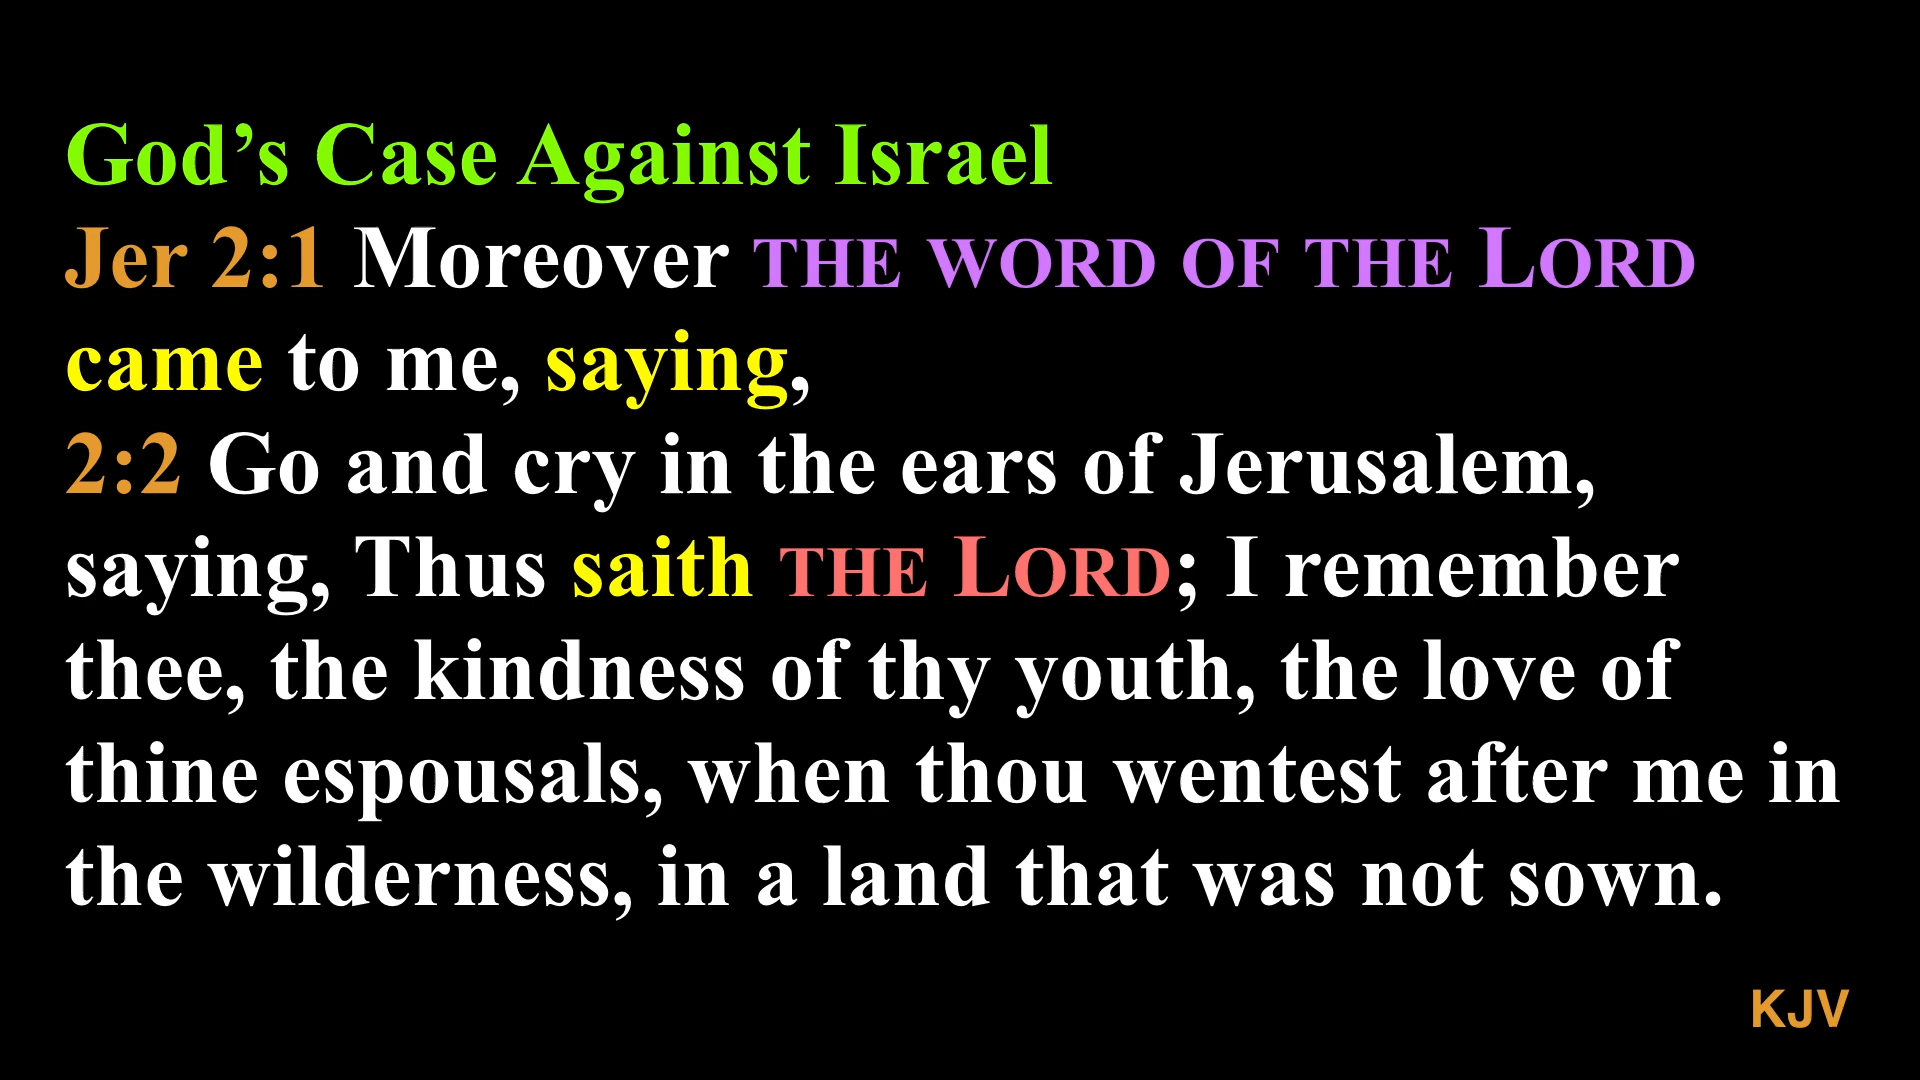 God’s Case Against Israel
Jer 2:1 Moreover THE WORD OF THE LORD
came to me, saying,
2:2 Go and cry in the ears of Jerusalem,
saying, Thus saith THE LORD; I remember
thee, the kindness of thy youth, the love of
thine espousals, when thou wentest after me in
the wilderness, in a land that was not sown.
KJV